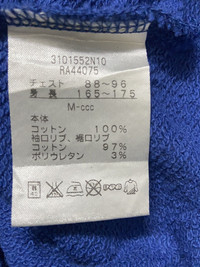 3101552N10
RA44075
チェスト 88~96
身長 165~175
M-ccc
本体
コットン 100%
袖口リブ、裾口リブ
コットン 97%
ポリウレタン 3%